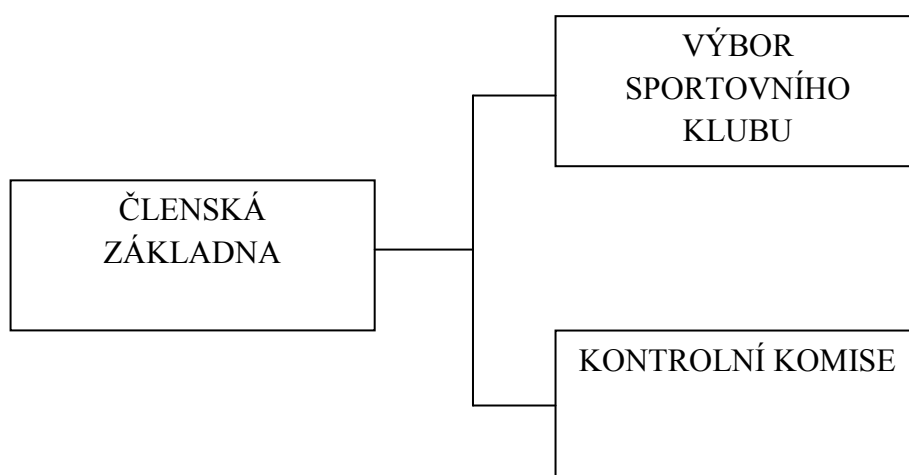 VÝBOR
SPORTOVNÍHO
KLUBU
ČLENSKÁ
ZÁKLADNA
KONTROLNÍ KOMISE